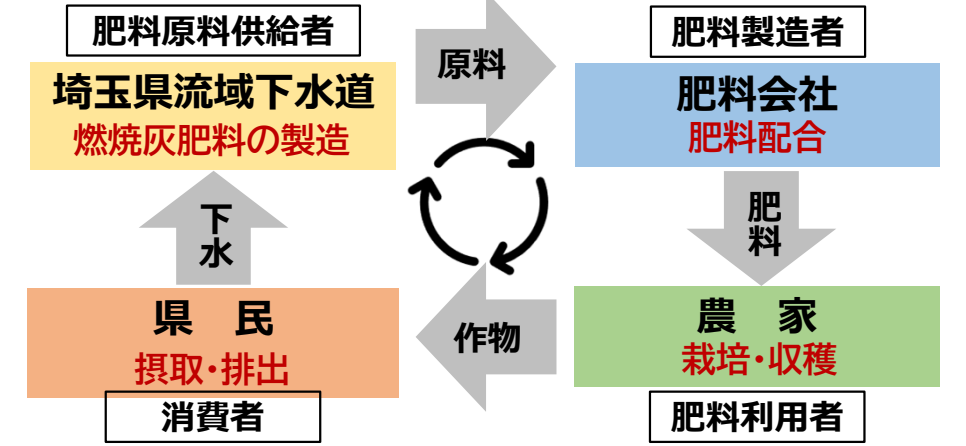 肥料原料供給者
埼玉県流域下水道
燃焼灰肥料の製造
原料
肥料製造者
肥料会社
肥料配合
肥料
農　家
栽培・収穫
肥料利用者
作物
県　民
摂取・排出
消費者
下水